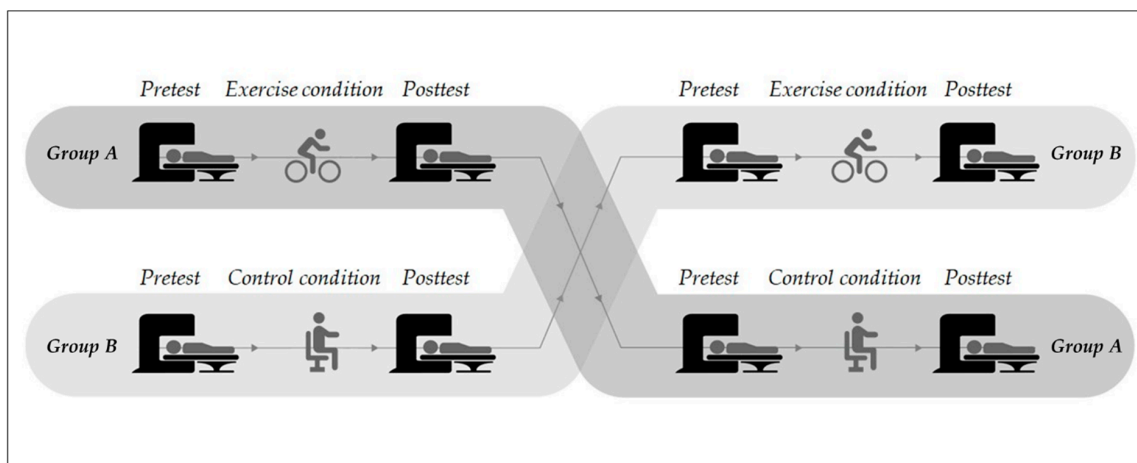 Pretest Exercise condition Posttest Pretest Exercise condition Posttest
Group A Group B
Pretest Control condition Posttest Pretest Control condition Posttest
Group B Group A